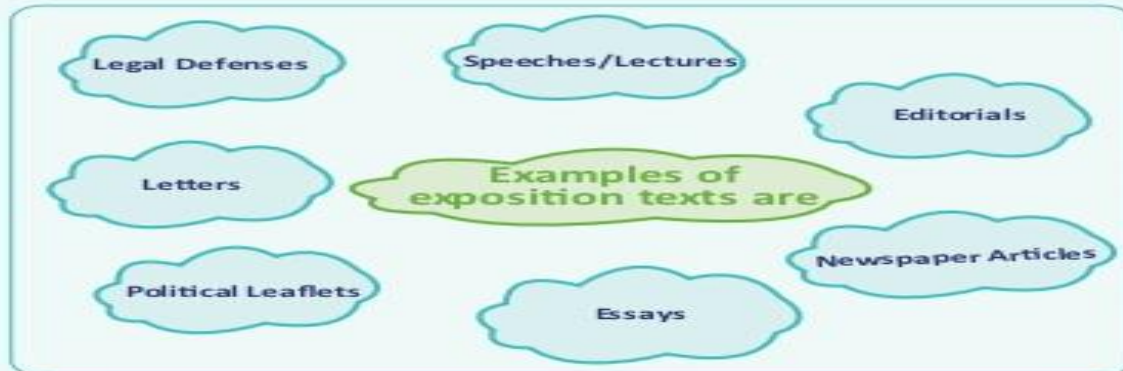 Legal Defenses
Speeches/Lectures
Editorials
Letters
Examples of
exposition texts are
Newspaper Articles
Political Leaflets
Essays